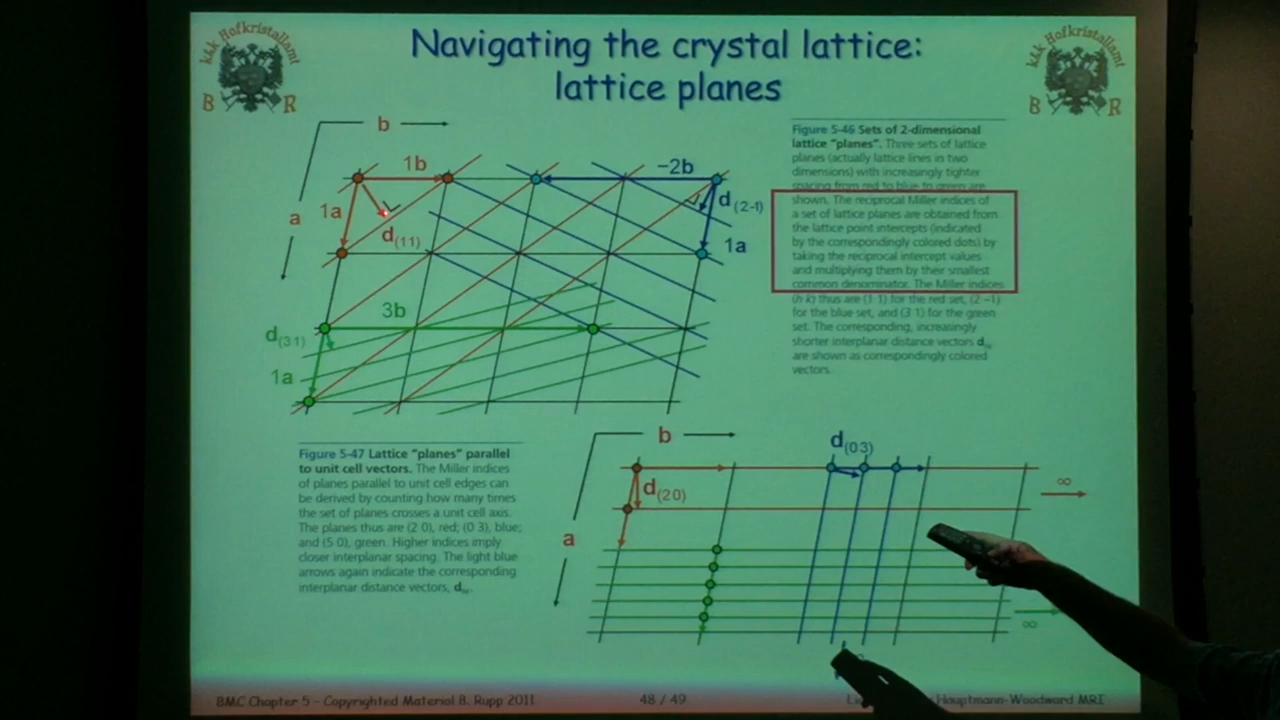 Navigating the crystal lattice:
lattice planes
kkk Hofkristallamt
B R
kkk Hofkristallamt
B R
b
1b
-2b
a
1a
d(11)
d(2-1)
1a
3b
d(31)
1a
Figure 5-46 Sets of 2-dimensional
lattice "planes". Three sets of lattice
planes (actually lattice lines in two
dimensions) with increasingly tighter
spacing from red to blue to green are
shown. The reciprocal Miller indices of
a set of lattice planes are obtained from
the lattice point intercepts (indicated
by the correspondingly colored dots) by
taking the reciprocal intercept values
and multiplying them by their smallest
common denominator. The Miller indices
(h k) thus are (1 1) for the red set, (2 -1)
for the blue set, and (3 1) for the green
set. The corresponding, increasingly
shorter interplanar distance vectors d
are shown as correspondingly colored
vectors.
Figure 5-47 Lattice "planes" parallel
to unit cell vectors. The Miller indices
of planes parallel to unit cell edges can
be derived by counting how many times
the set of planes crosses a unit cell axis.
The planes thus are (2 0), red; (0 3), blue;
and (5 0), green. Higher indices imply
closer interplanar spacing. The light blue
arrows again indicate the corresponding
interplanar distance vectors, d
b
d(03)
d(20)
∞
a
∞
BMC Chapter 5 - Copyrighted Material B. Rupp 2011
48 / 49
Hauptmann-Woodward MRI